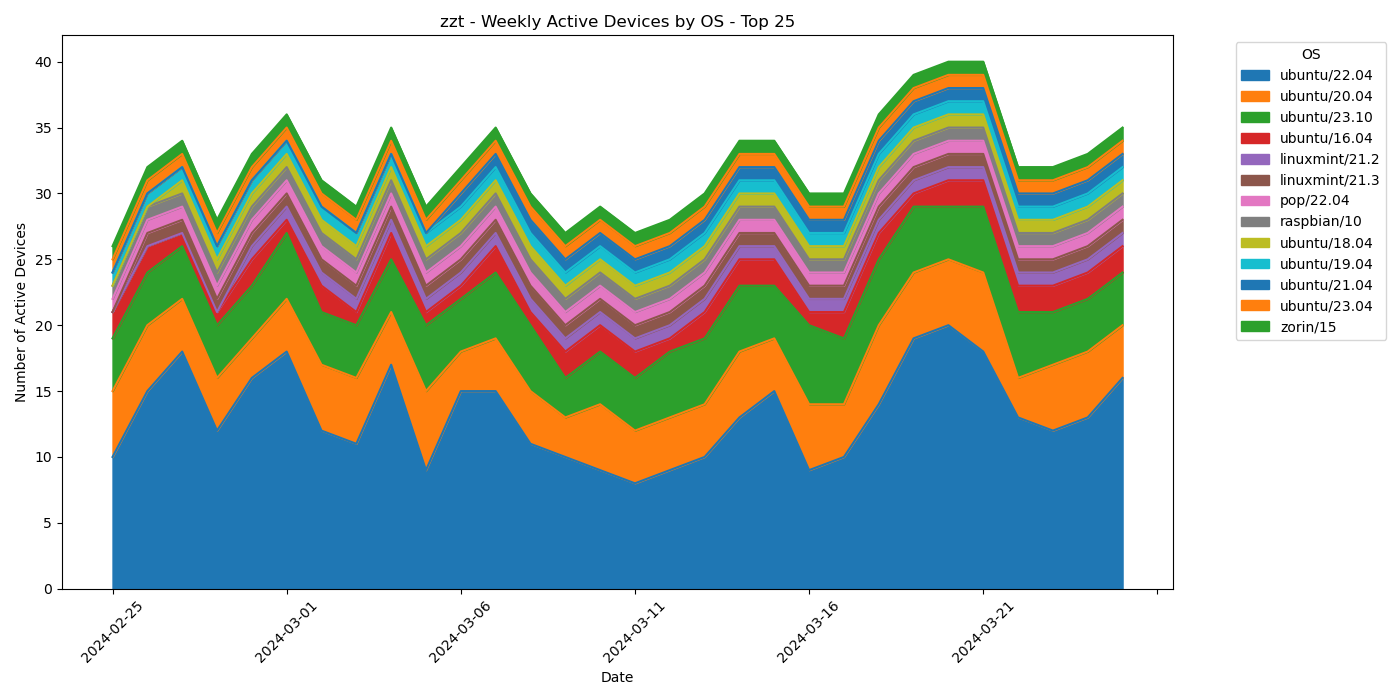 zzt - Weekly Active Devices by OS - Top 25
Number of Active Devices
40
35
30
25
20
15
10
5
0
2024-02-25
2024-03-01
2024-03-06
2024-03-11
2024-03-16
2024-03-21
Date
OS
ubuntu/22.04
ubuntu/20.04
ubuntu/23.10
ubuntu/16.04
linuxmint/21.2
linuxmint/21.3
pop/22.04
raspbian/10
ubuntu/18.04
ubuntu/19.04
ubuntu/21.04
ubuntu/23.04
zorin/15